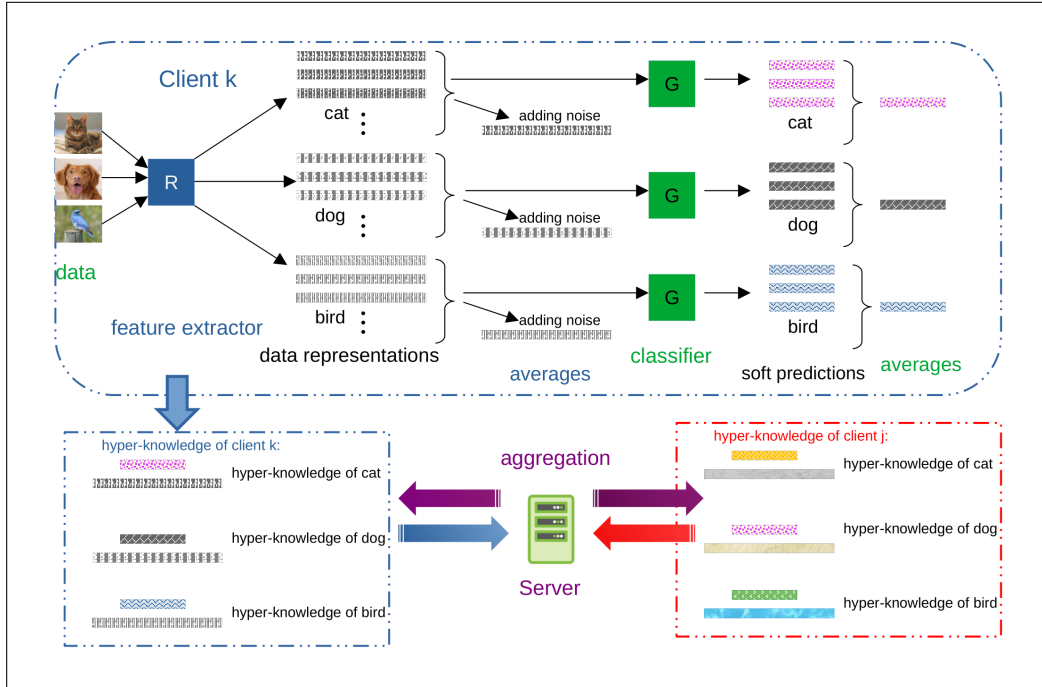 Client k
data
R
feature extractor
cat
dog
bird
data representations
adding noise
adding noise
adding noise
averages
G
G
G
classifier
cat
dog
bird
soft predictions
averages
hyper-knowledge of client k:
hyper-knowledge of cat
hyper-knowledge of dog
hyper-knowledge of bird
aggregation
Server
hyper-knowledge of client j:
hyper-knowledge of cat
hyper-knowledge of dog
hyper-knowledge of bird